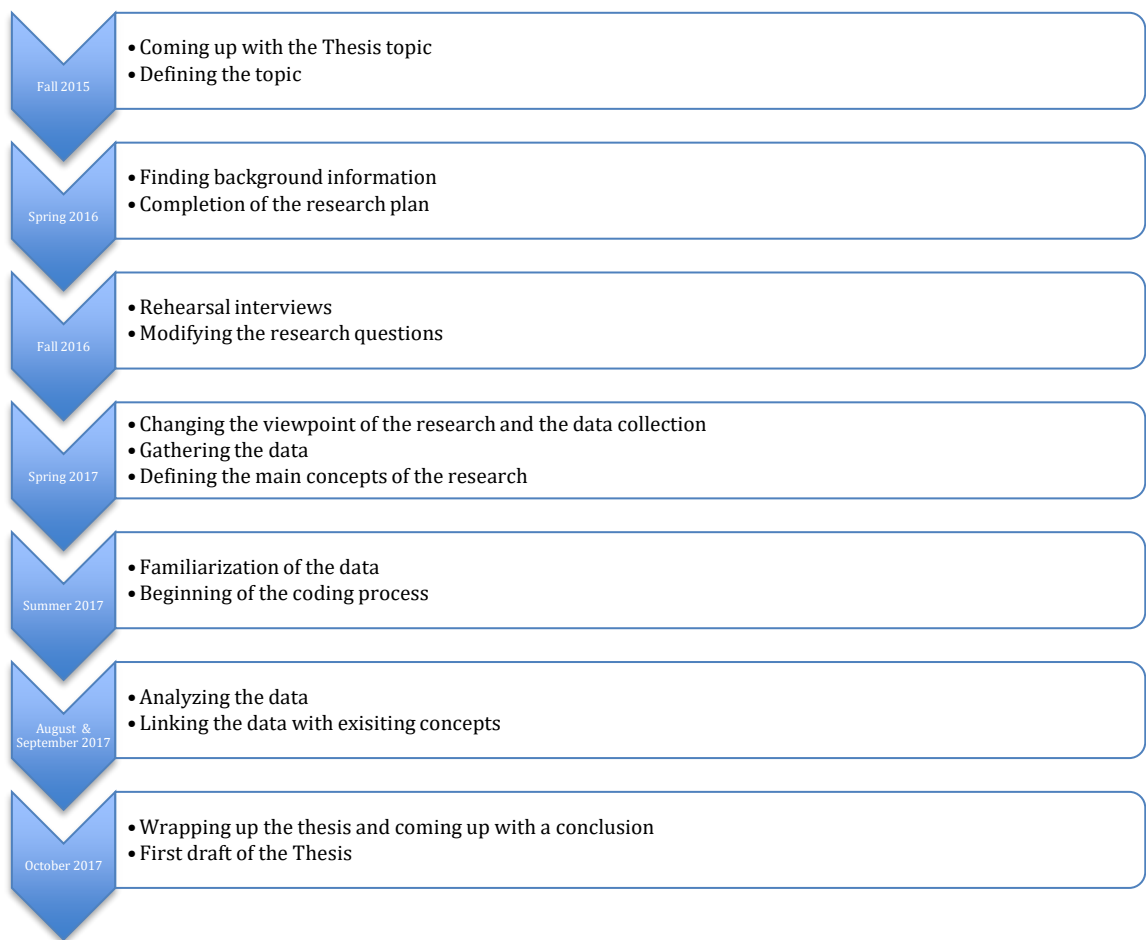 Fall 2015
• Coming up with the Thesis topic
• Defining the topic
Spring 2016
• Finding background information
• Completion of the research plan
Fall 2016
• Rehearsal interviews
• Modifying the research questions
Spring 2017
• Changing the viewpoint of the research and the data collection
• Gathering the data
• Defining the main concepts of the research
Summer 2017
• Familiarization of the data
• Beginning of the coding process
August &
September 2017
• Analyzing the data
• Linking the data with exisiting concepts
October 2017
• Wrapping up the thesis and coming up with a conclusion
• First draft of the Thesis